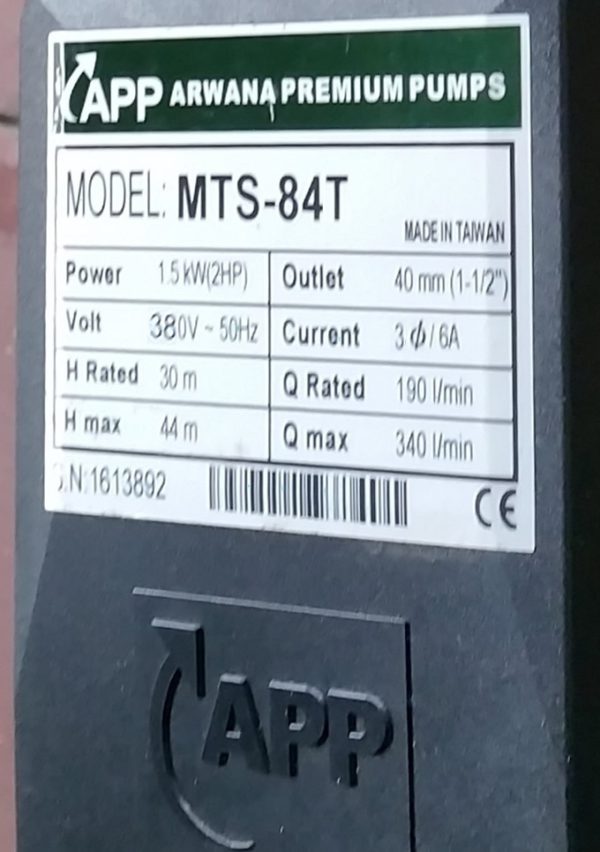 APP ARWANA PREMIUM PUMPS
MODEL: MTS-84T
MADE IN TAIWAN
Power 1.5 kW(2HP) Outlet 40 mm (1-1/2")
Volt 380V ~ 50Hz Current 3 ϕ / 6A
H Rated 30 m Q Rated 190 l/min
H max 44 m Q max 340 l/min
S.N:1613892 CE
APP